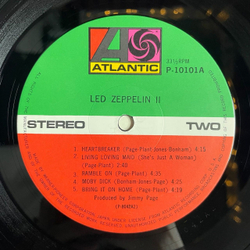 33⅓RPM
P-10101A
ATLANTIC
LED ZEPPELIN II
STEREO TWO
1. HEARTBREAKER (Page-Plant-Jones-Bonham) 4:15
2. LIVING LOVING MAID (She's Just A Woman)
(Page-Plant) 2:40
3. RAMBLE ON (Page-Plant) 4:35
4. MOBY DICK (Bonham-Jones-Page) 4:25
5. BRING IT ON HOME (Page-Plant) 4:19
Produced by Jimmy Page